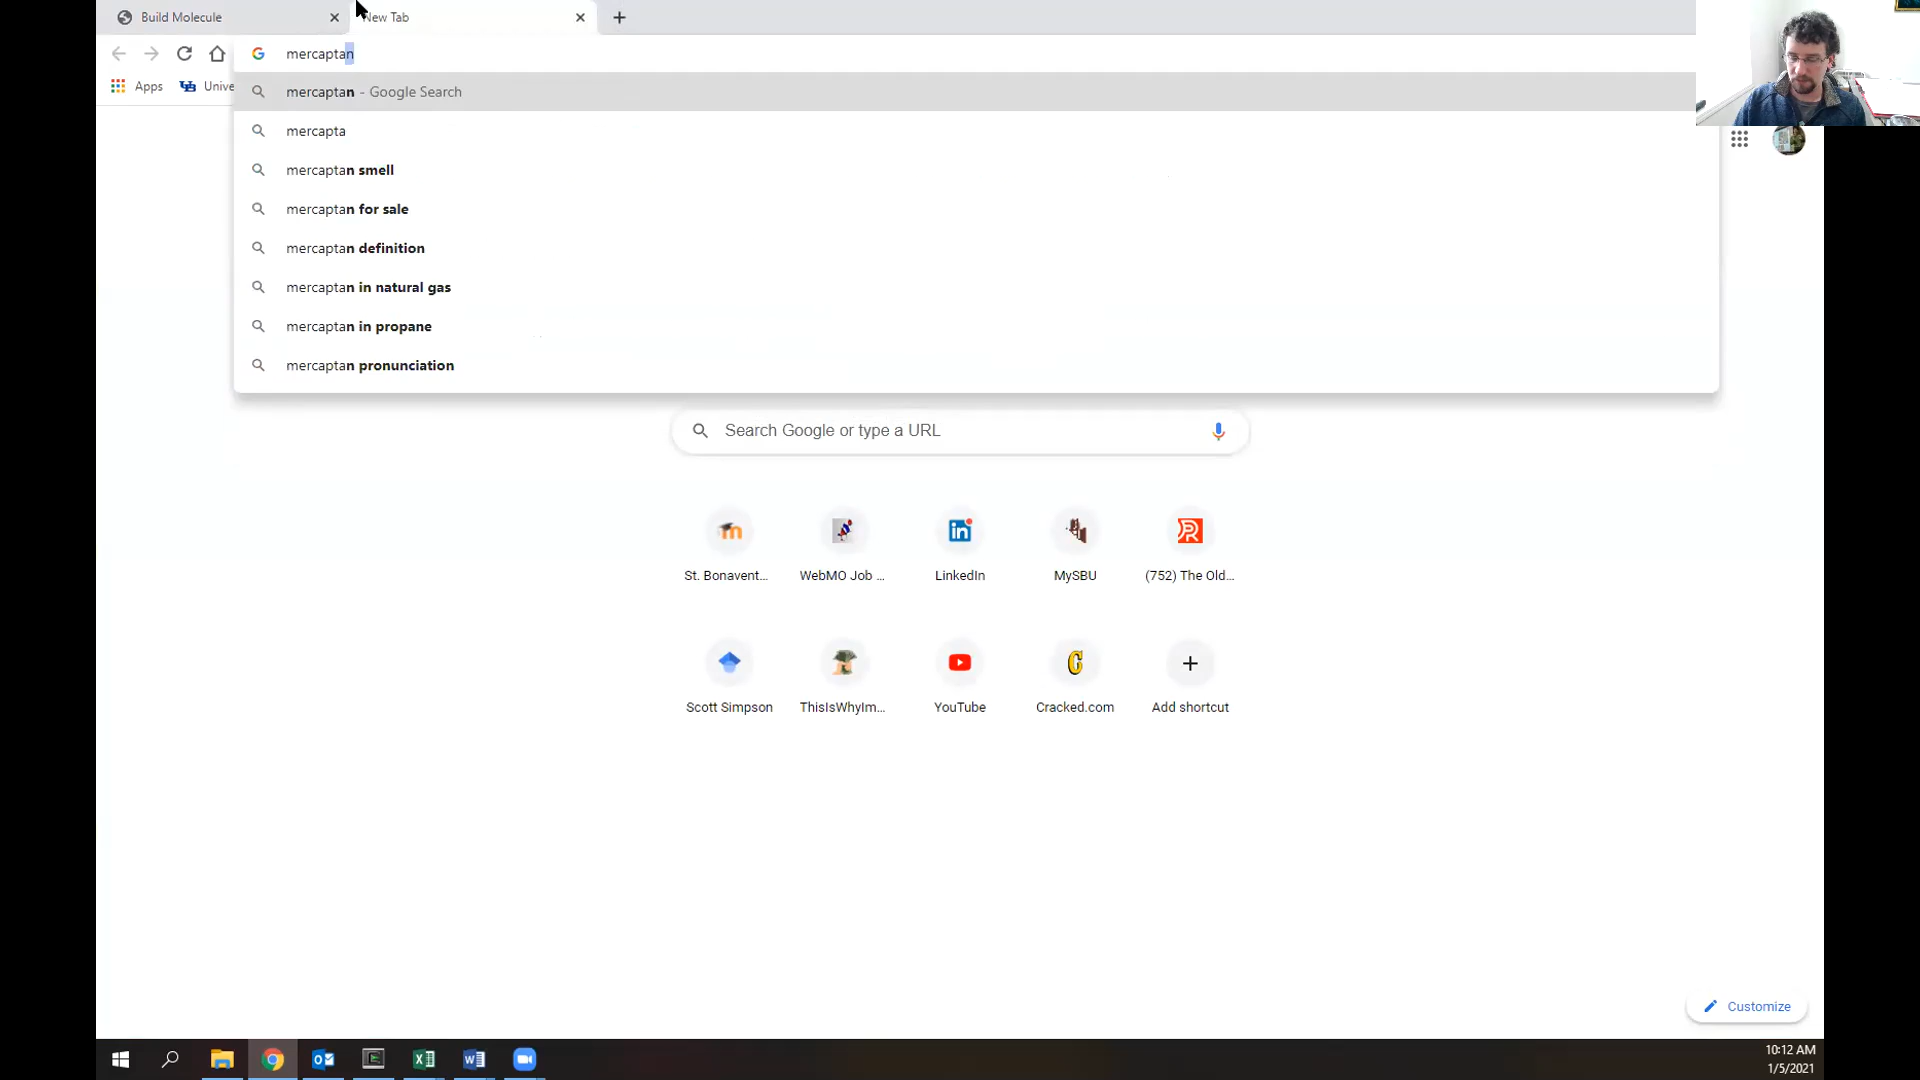 Build Molecule
New Tab
mercaptan
Apps
Unive
mercaptan - Google Search
mercapta
mercaptan smell
mercaptan for sale
mercaptan definition
mercaptan in natural gas
mercaptan in propane
mercaptan pronunciation
Search Google or type a URL
St. Bonavent...
WebMO Job ...
LinkedIn
MySBU
(752) The Old...
Scott Simpson
ThisIsWhyIm...
YouTube
Cracked.com
Add shortcut
Customize
10:12 AM
1/5/2021